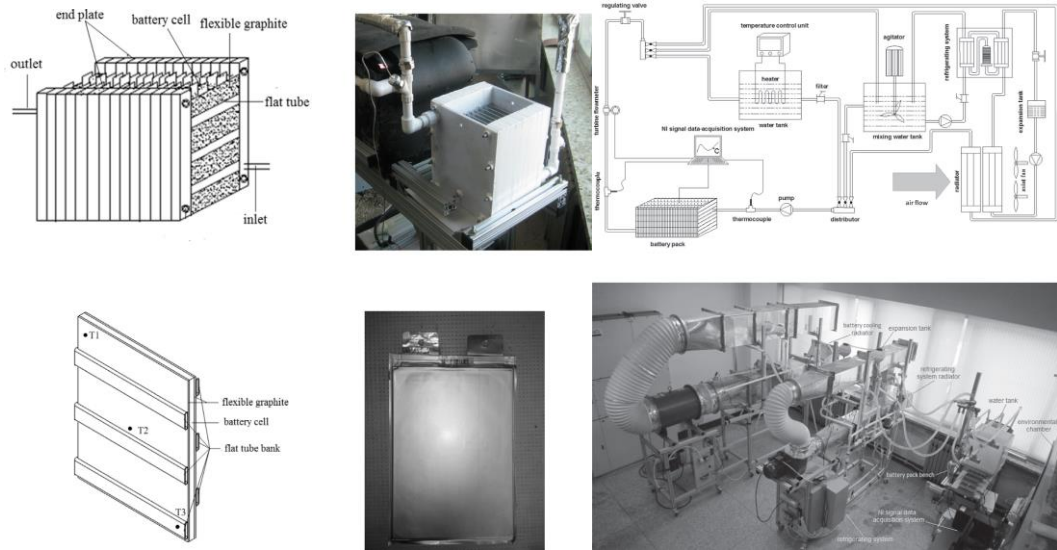 end plate
battery cell
flexible graphite
outlet
flat tube
inlet
regulating valve
temperature control unit
agitator
refrigerating system
heater
filter
turbine flowmeter
water tank
mixing water tank
expansion tank
NI signal data acquisition system
thermocouple
radiator
axial fan
air flow
pump
thermocouple
distributor
battery pack
T1
flexible graphite
battery cell
T2
flat tube bank
T3
battery cooling
radiator
expansion tank
refrigerating
system radiator
water tank
environmental
chamber
battery pack bench
NI signal data
acquisition system
refrigerating system